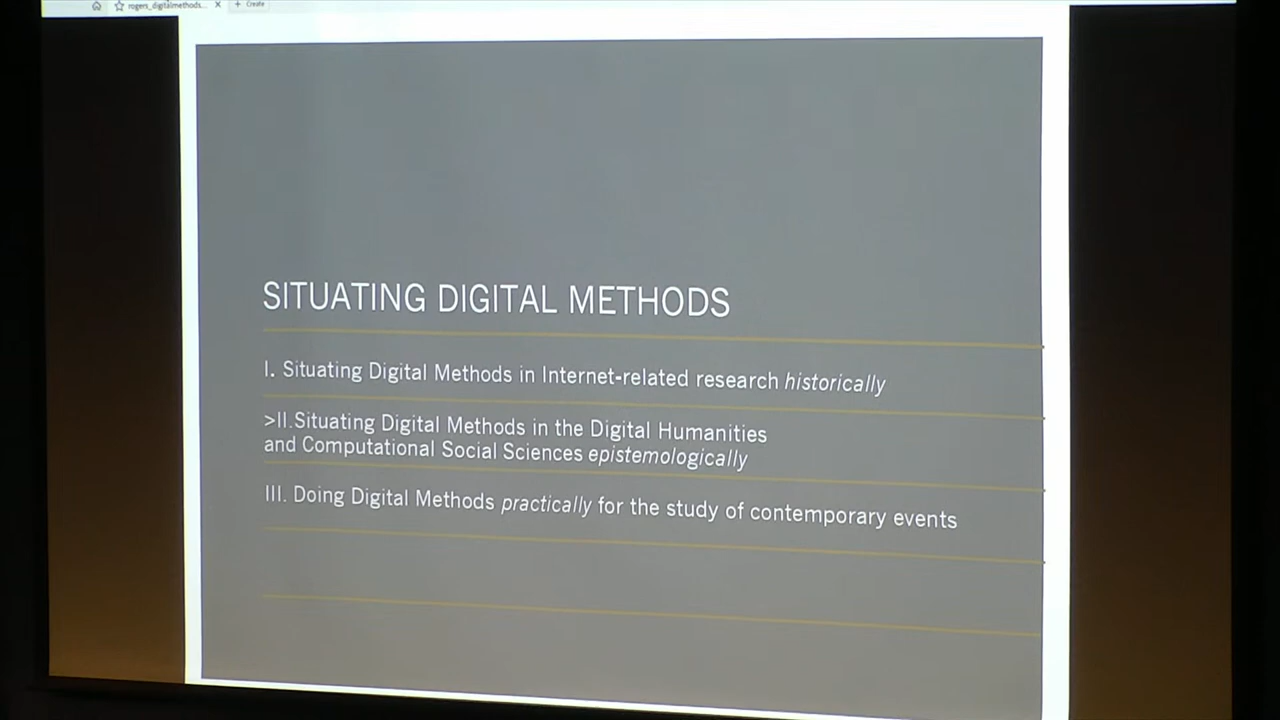 rogers_digitalmethods...
Create
SITUATING DIGITAL METHODS
I. Situating Digital Methods in Internet-related research historically
>II.Situating Digital Methods in the Digital Humanities
and Computational Social Sciences epistemologically
III. Doing Digital Methods practically for the study of contemporary events